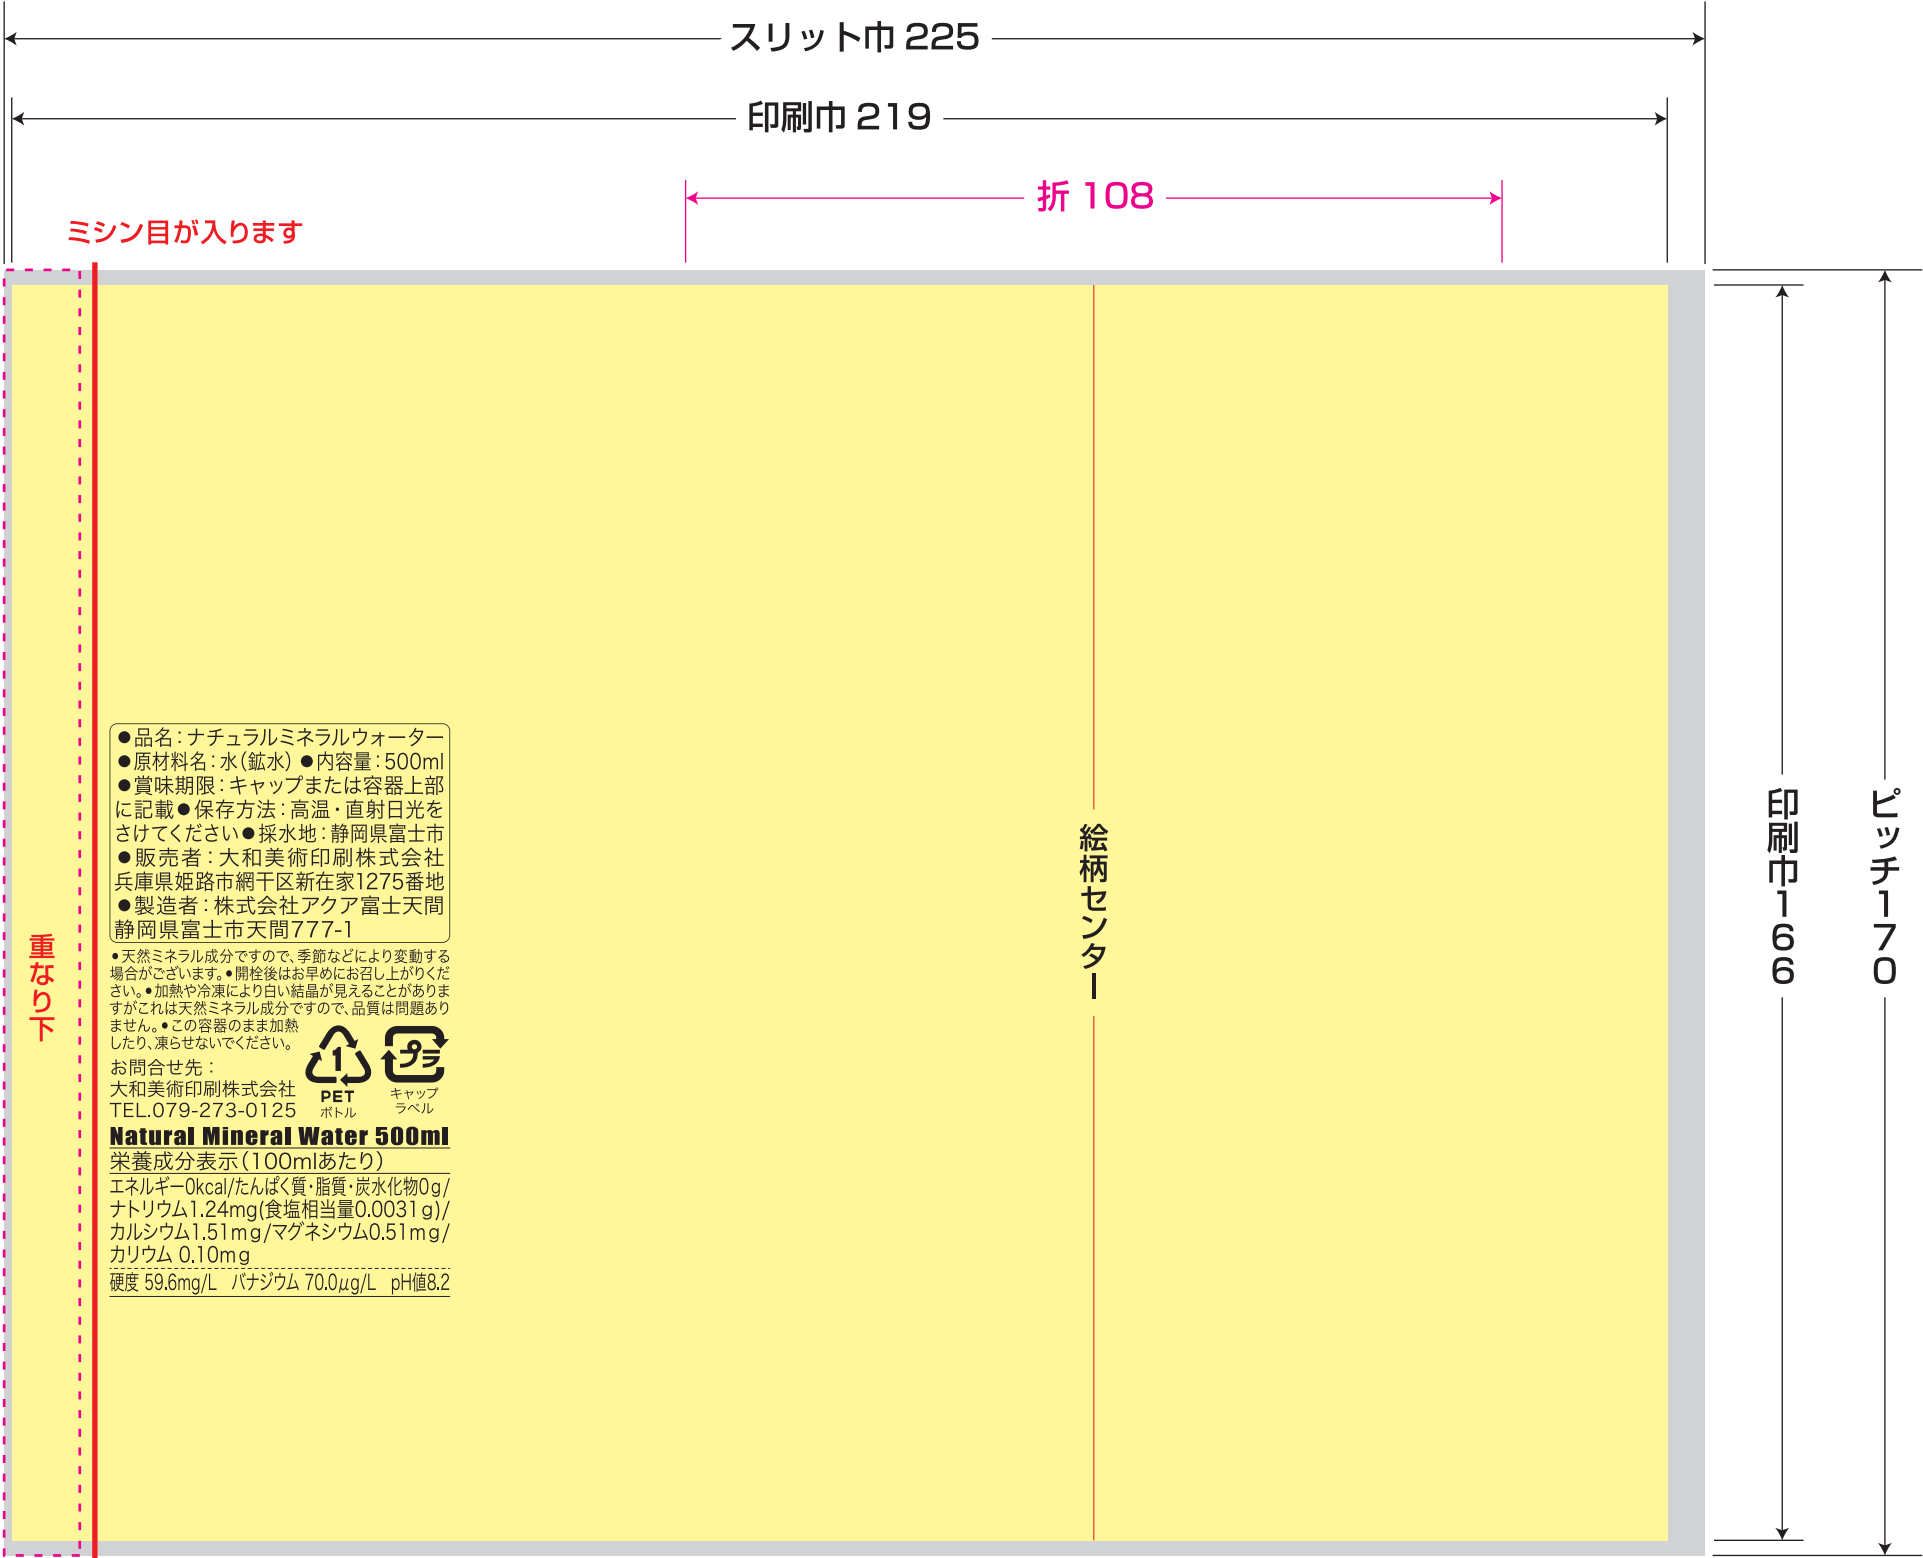 スリット巾 225
印刷巾 219
折 108
ミシン目が入ります
●品名：ナチュラルミネラルウォーター
●原材料名：水（鉱水）●内容量：500ml
●賞味期限：キャップまたは容器上部
に記載●保存方法：高温・直射日光を
さけてください●採水地：静岡県富士市
●販売者：大和美術印刷株式会社
兵庫県姫路市網干区新在家1275番地
●製造者：株式会社アクア富士天間
静岡県富士市天間777-1
●天然ミネラル成分ですので、季節などにより変動する
場合がございます。●開栓後はお早めにお召し上がりくだ
さい。●加熱や冷凍により白い結晶が見えることがありま
すがこれは天然ミネラル成分ですので、品質は問題あり
ません。●この容器のまま加熱
したり、凍らせないでください。
お問合せ先：
大和美術印刷株式会社
TEL.079-273-0125
1
PET
ボトル
プラ
キャップ
ラベル
Natural Mineral Water 500ml
栄養成分表示（100mlあたり）
エネルギー0kcal/たんぱく質・脂質・炭水化物0g/
ナトリウム1.24mg(食塩相当量0.0031g)/
カルシウム1.51mg/マグネシウム0.51mg/
カリウム 0.10mg
硬度 59.6mg/L バナジウム 70.0μg/L pH値8.2
重なり下
絵柄センター
印刷巾166
ピッチ170